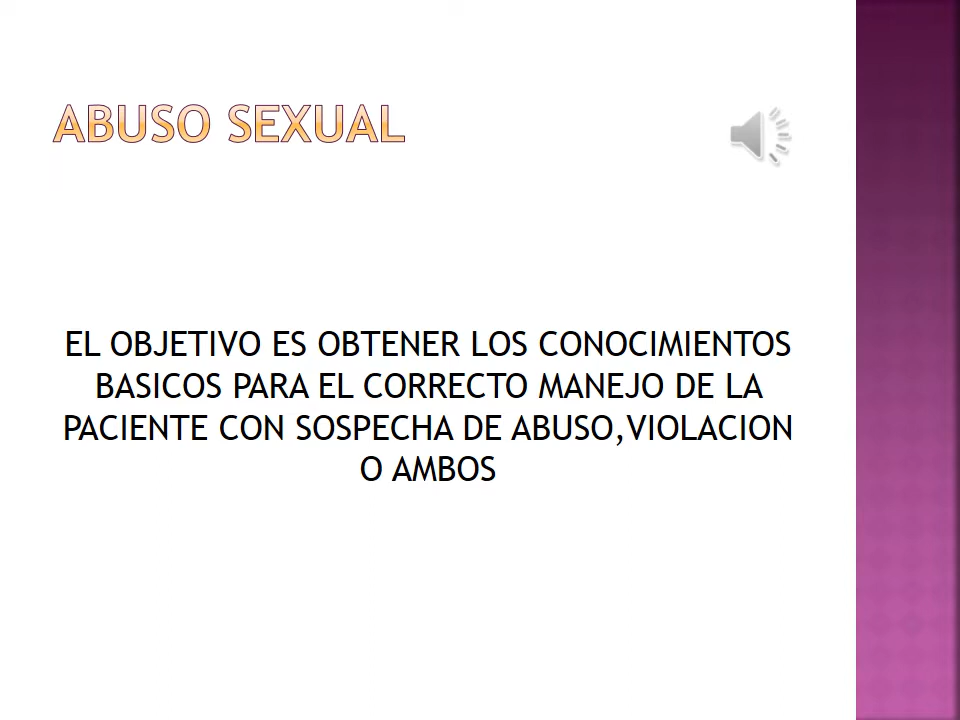 ABUSO SEXUAL
EL OBJETIVO ES OBTENER LOS CONOCIMIENTOS
BASICOS PARA EL CORRECTO MANEJO DE LA
PACIENTE CON SOSPECHA DE ABUSO,VIOLACION
O AMBOS